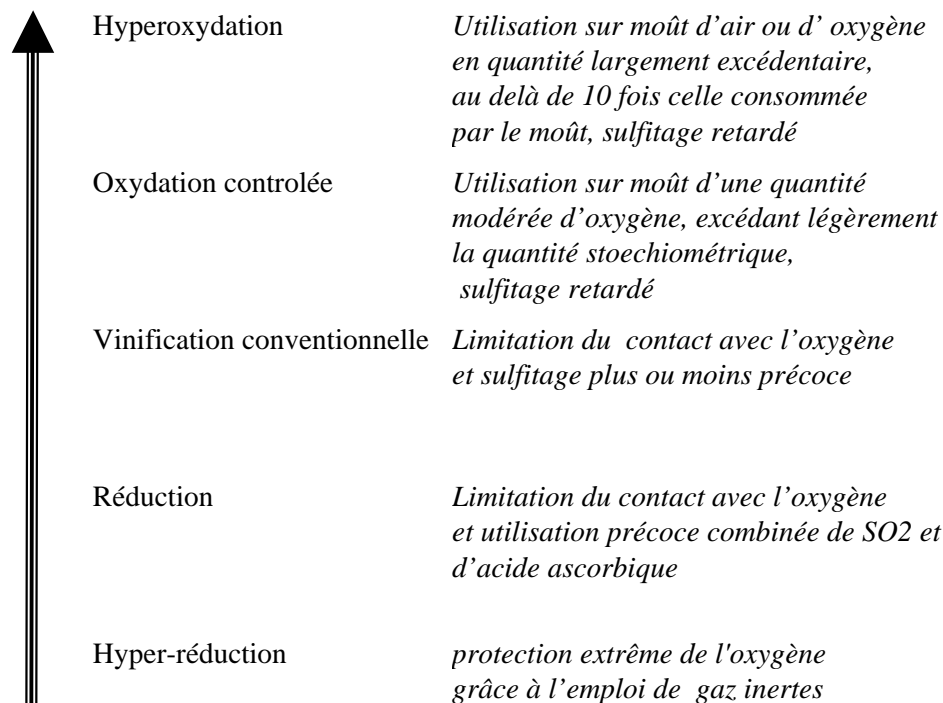 Hyperoxydation Utilisation sur moût d'air ou d' oxygène
en quantité largement excédentaire,
au delà de 10 fois celle consommée
par le moût, sulfitage retardé
Oxydation controlée Utilisation sur moût d'une quantité
modérée d'oxygène, excédant légèrement
la quantité stoechiométrique,
sulfitage retardé
Vinification conventionnelle Limitation du contact avec l'oxygène
et sulfitage plus ou moins précoce
Réduction Limitation du contact avec l'oxygène
et utilisation précoce combinée de SO2 et
d'acide ascorbique
Hyper-réduction protection extrême de l'oxygène
grâce à l'emploi de gaz inertes